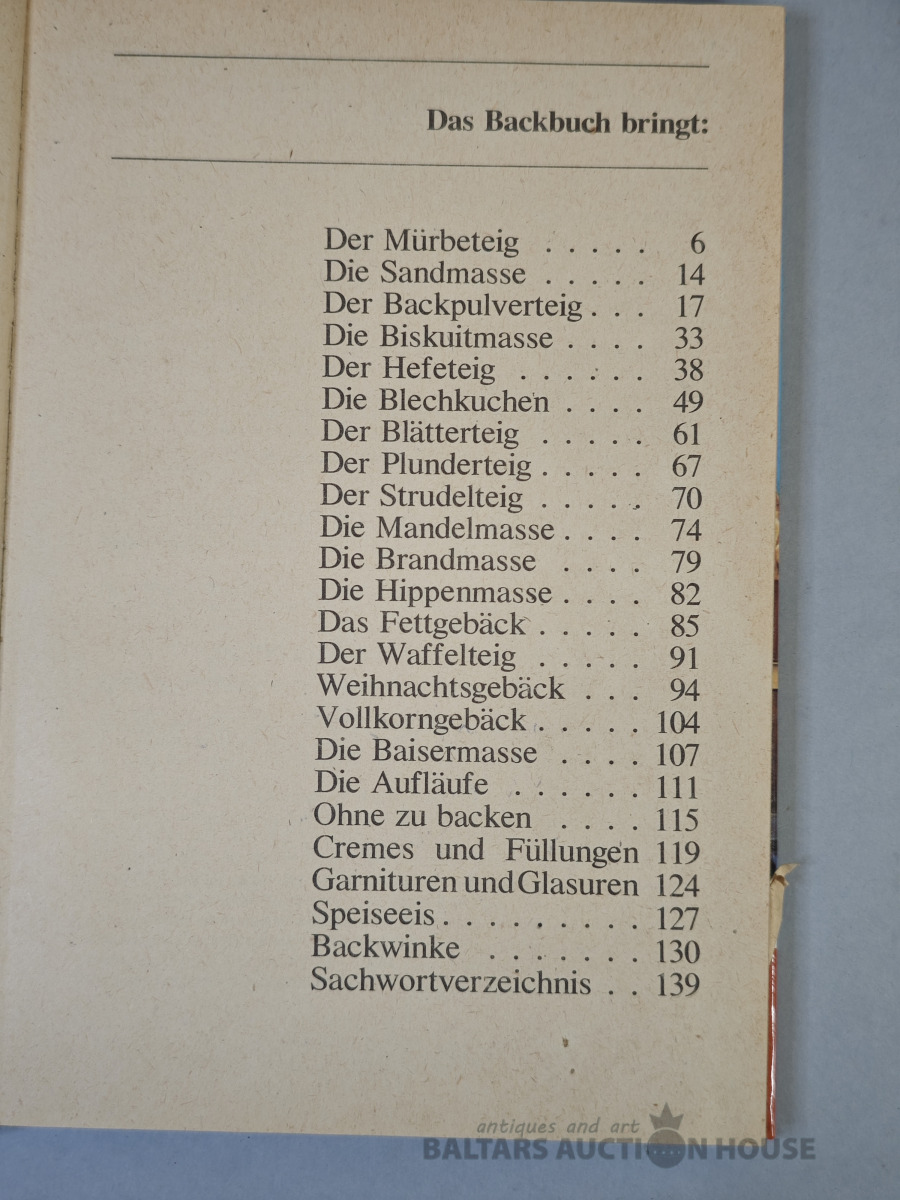 Das Backbuch bringt:
Der Mürbeteig . . . . . 6
Die Sandmasse . . . . . 14
Der Backpulverteig . . . 17
Die Biskuitmasse . . . . 33
Der Hefeteig . . . . . . 38
Die Blechkuchen . . . . 49
Der Blätterteig . . . . . 61
Der Plunderteig . . . . . 67
Der Strudelteig . . . . . 70
Die Mandelmasse . . . . 74
Die Brandmasse . . . . 79
Die Hippenmasse . . . . 82
Das Fettgebäck . . . . . 85
Der Waffelteig . . . . . 91
Weihnachtsgebäck . . . 94
Vollkorngebäck . . . . . 104
Die Baisermasse . . . . 107
Die Aufläufe . . . . . . 111
Ohne zu backen . . . . 115
Cremes und Füllungen 119
Garnituren und Glasuren 124
Speiseeis . . . . . . . . . 127
Backwinke . . . . . . . 130
Sachwortverzeichnis . . 139
antiques and art
BALTARS AUCTION HOUSE